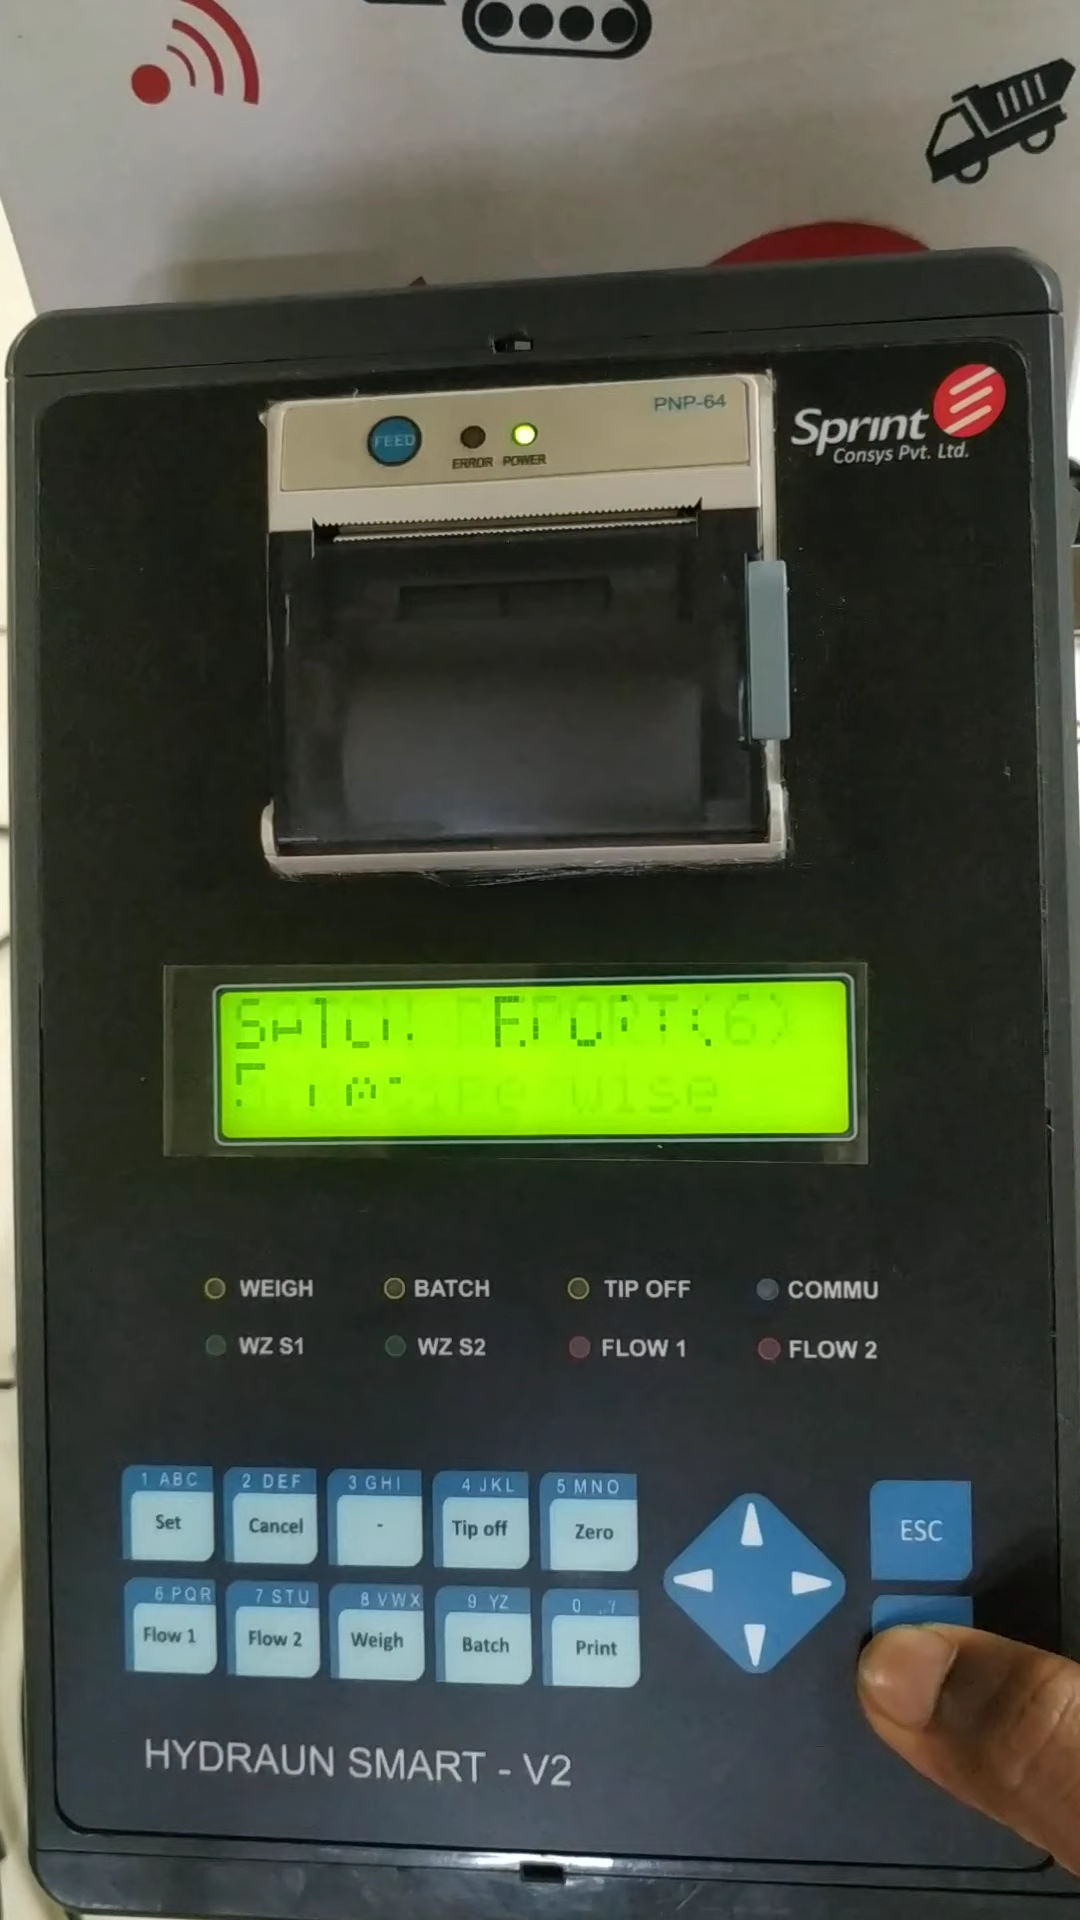 PNP-64
FEED
ERROR POWER
Sprint
Consys Pvt. Ltd.
WEIGH BATCH TIP OFF COMMU
WZ S1 WZ S2 FLOW 1 FLOW 2
1 ABC 2 DEF 3 GHI 4 JKL 5 MNO
Set Cancel - Tip off Zero
ESC
6 PQR 7 STU 8 VWX 9 YZ 0
Flow 1 Flow 2 Weigh Batch Print
HYDRAUN SMART - V2